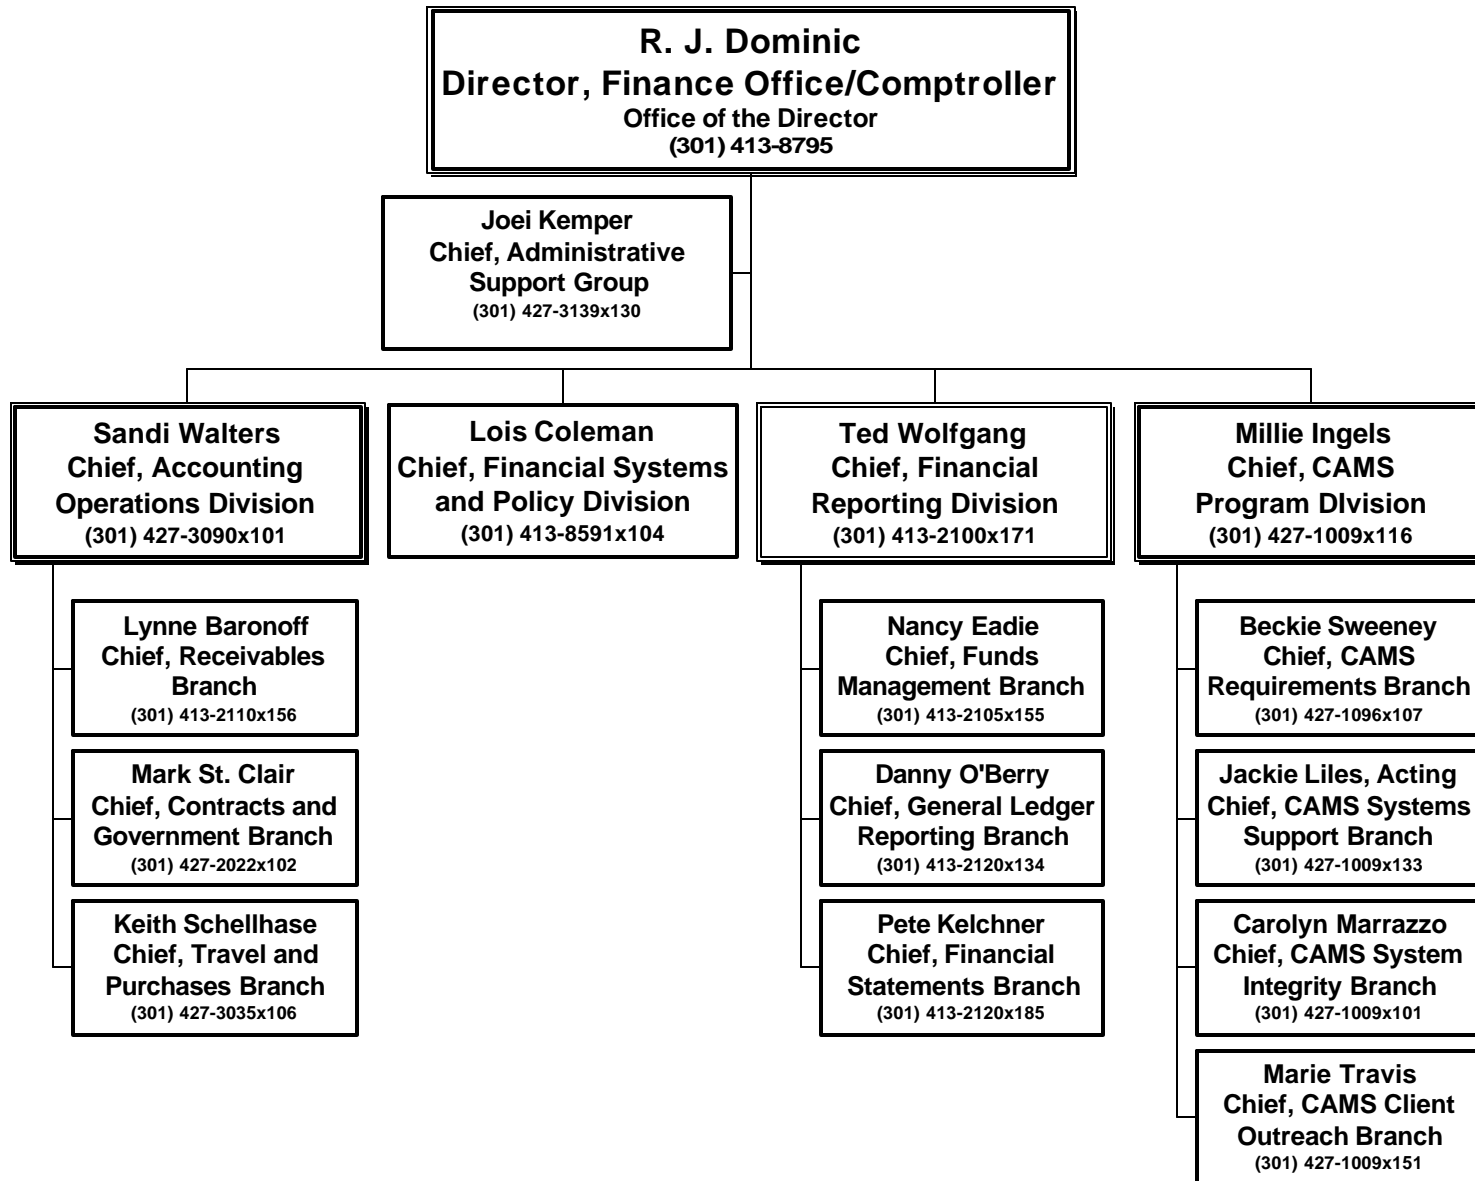 R. J. Dominic
Director, Finance Office/Comptroller
Office of the Director
(301) 413-8795
Joei Kemper
Chief, Administrative
Support Group
(301) 427-3139x130
Sandi Walters
Chief, Accounting
Operations Division
(301) 427-3090x101
Lois Coleman
Chief, Financial Systems
and Policy Division
(301) 413-8591x104
Ted Wolfgang
Chief, Financial
Reporting Division
(301) 413-2100x171
Millie Ingels
Chief, CAMS
Program DIvision
(301) 427-1009x116
Lynne Baronoff
Chief, Receivables
Branch
(301) 413-2110x156
Mark St. Clair
Chief, Contracts and
Government Branch
(301) 427-2022x102
Keith Schellhase
Chief, Travel and
Purchases Branch
(301) 427-3035x106
Nancy Eadie
Chief, Funds
Management Branch
(301) 413-2105x155
Danny O'Berry
Chief, General Ledger
Reporting Branch
(301) 413-2120x134
Pete Kelchner
Chief, Financial
Statements Branch
(301) 413-2120x185
Beckie Sweeney
Chief, CAMS
Requirements Branch
(301) 427-1096x107
Jackie Liles, Acting
Chief, CAMS Systems
Support Branch
(301) 427-1009x133
Carolyn Marrazzo
Chief, CAMS System
Integrity Branch
(301) 427-1009x101
Marie Travis
Chief, CAMS Client
Outreach Branch
(301) 427-1009x151